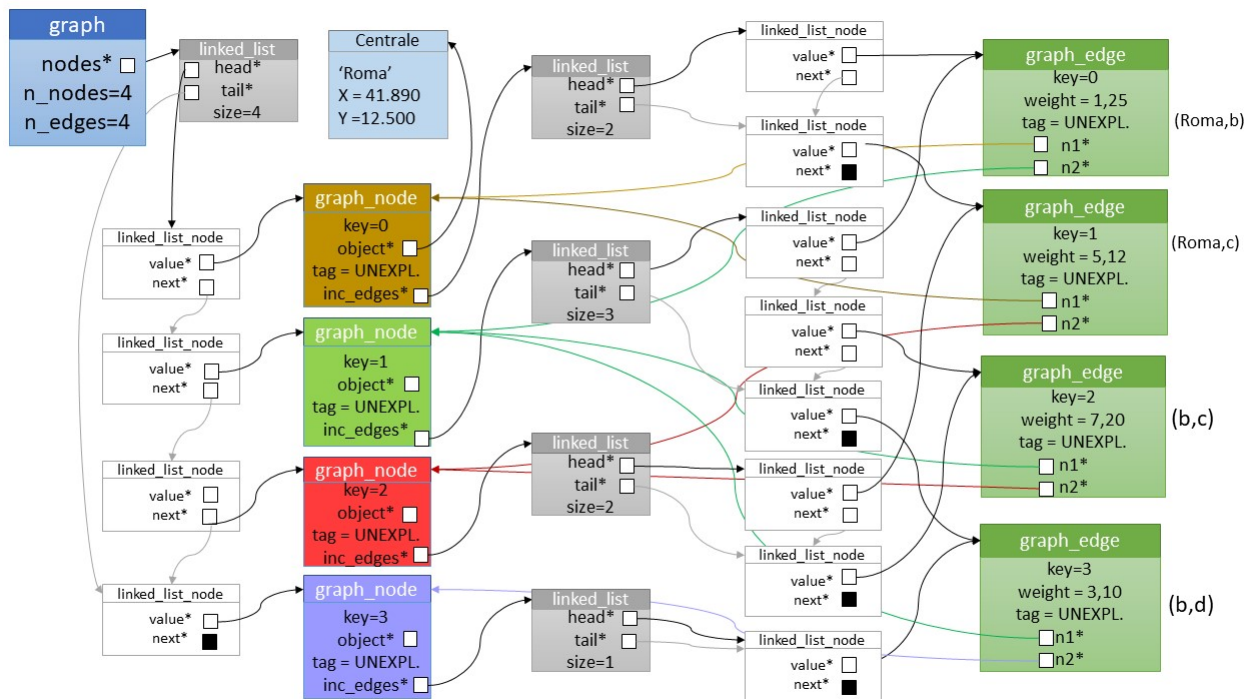 graph
nodes*
n_nodes=4
n_edges=4
linked_list
head*
tail*
size=4
Centrale
‘Roma’
X = 41.890
Y =12.500
linked_list_node
value*
next*
linked_list_node
value*
next*
linked_list_node
value*
next*
linked_list_node
value*
next*
graph_node
key=0
object*
tag = UNEXPL.
inc_edges*
graph_node
key=1
object*
tag = UNEXPL.
inc_edges*
graph_node
key=2
object*
tag = UNEXPL.
inc_edges*
graph_node
key=3
object*
tag = UNEXPL.
inc_edges*
linked_list
head*
tail*
size=2
linked_list
head*
tail*
size=3
linked_list
head*
tail*
size=2
linked_list
head*
tail*
size=1
linked_list_node
value*
next*
linked_list_node
value*
next*
linked_list_node
value*
next*
linked_list_node
value*
next*
linked_list_node
value*
next*
linked_list_node
value*
next*
linked_list_node
value*
next*
linked_list_node
value*
next*
graph_edge
key=0
weight = 1,25
tag = UNEXPL.
n1*
n2*
(Roma,b)
graph_edge
key=1
weight = 5,12
tag = UNEXPL.
n1*
n2*
(Roma,c)
graph_edge
key=2
weight = 7,20
tag = UNEXPL.
n1*
n2*
(b,c)
graph_edge
key=3
weight = 3,10
tag = UNEXPL.
n1*
n2*
(b,d)